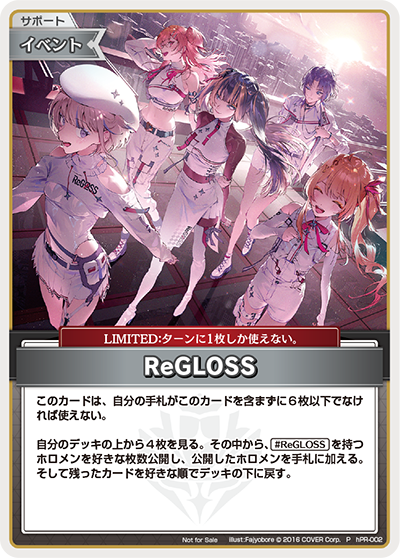 サポート
イベント
ReGLOSS
LIMITED:ターンに1枚しか使えない。
ReGLOSS
このカードは、自分の手札がこのカードを含まずに6枚以下でなけ
れば使えない。
自分のデッキの上から4枚を見る。その中から、#ReGLOSSを持つ
ホロメンを好きな枚数公開し、公開したホロメンを手札に加える。
そして残ったカードを好きな順でデッキの下に戻す。
Not for Sale illust:Fajyobore © 2016 COVER Corp. P hPR-002